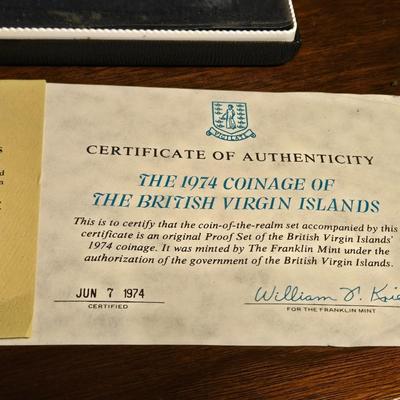 VIGILATE
CERTIFICATE OF AUTHENTICITY
THE 1974 COINAGE OF
THE BRITISH VIRGIN ISLANDS
This is to certify that the coin-of-the-realm set accompanied by this
certificate is an original Proof Set of the British Virgin Islands'
1974 coinage. It was minted by The Franklin Mint under the
authorization of the government of the British Virgin Islands.
JUN 7 1974
CERTIFIED
William
FOR THE FRANKLIN MINT